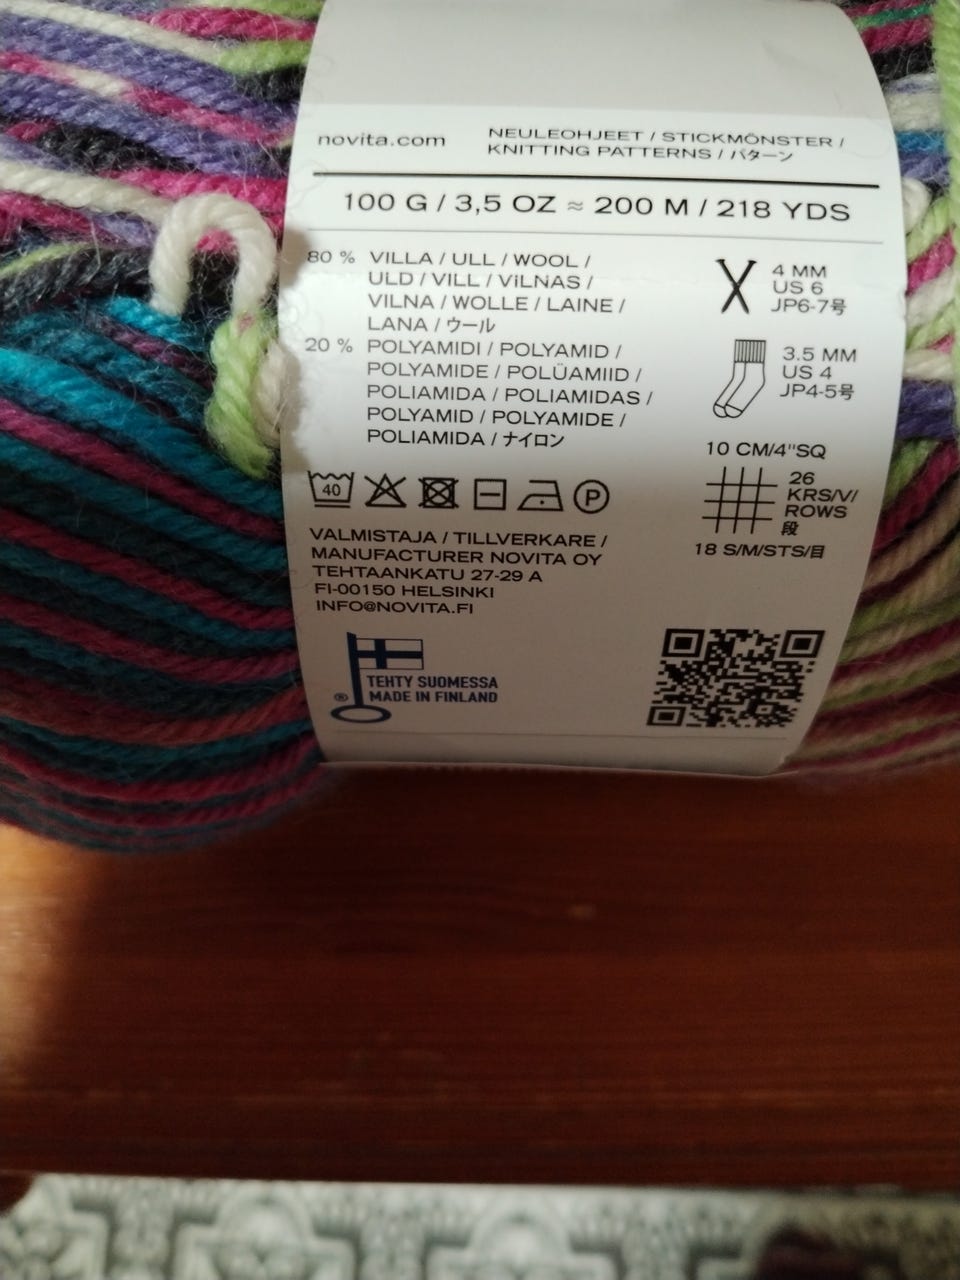 novita.com
NEULEOHJEET / STICKMÖNSTER /
KNITTING PATTERNS / パターン
100 G / 3,5 OZ ≈ 200 M / 218 YDS
80 % VILLA / ULL / WOOL /
ULD / VILL / VILNAS /
VILNA / WOLLE / LAINE /
LANA / ウール
20 % POLYAMIDI / POLYAMID /
POLYAMIDE / POLÜAMIID /
POLIAMIDA / POLIAMIDAS /
POLYAMID / POLYAMIDE /
POLIAMIDA / ナイロン
4 MM
US 6
JP6-7号
3.5 MM
US 4
JP4-5号
10 CM/4"SQ
26
KRS/V/
ROWS
段
18 S/M/STS/目
40
P
VALMISTAJA / TILLVERKARE /
MANUFACTURER NOVITA OY
TEHTAANKATU 27-29 A
FI-00150 HELSINKI
INFO@NOVITA.FI
TEHTY SUOMESSA
® MADE IN FINLAND